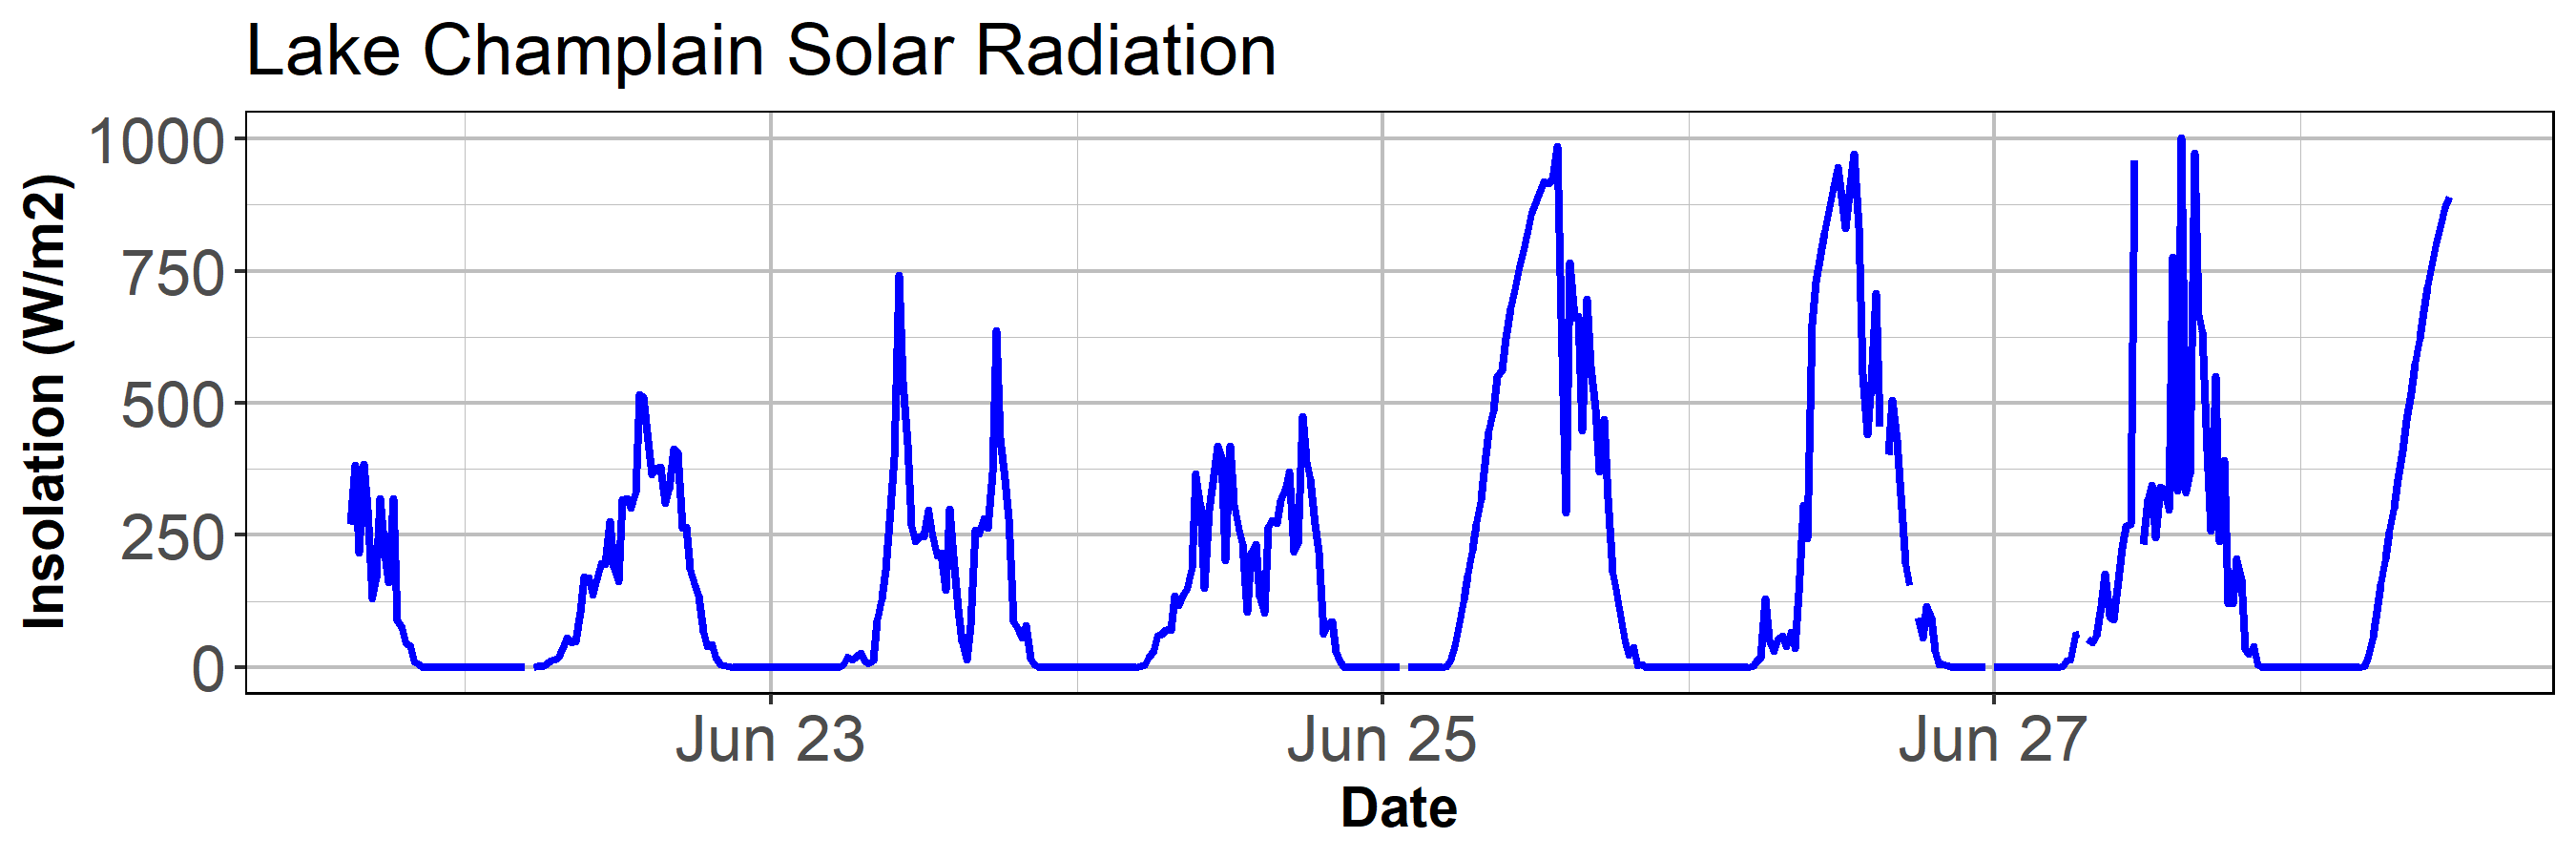 Lake Champlain Solar Radiation
Insolation (W/m2)
1000
750
500
250
0
Jun 23 Jun 25 Jun 27
Date